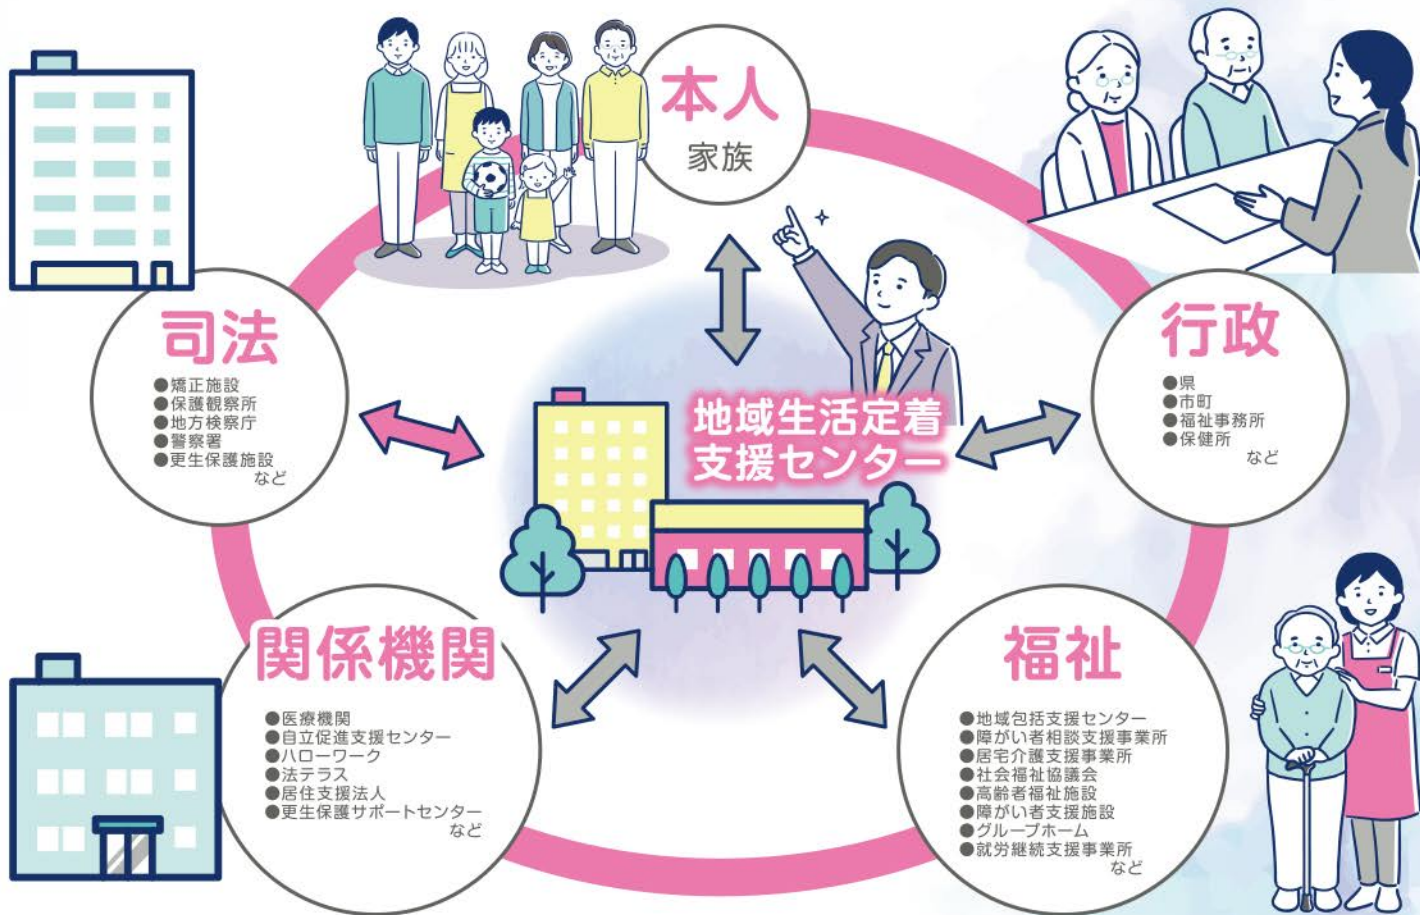 本人
家族
司法
●矯正施設
●保護観察所
●地方検察庁
●警察署
●更生保護施設
など
行政
●県
●市町
●福祉事務所
●保健所
など
地域生活定着
支援センター
関係機関
●医療機関
●自立促進支援センター
●ハローワーク
●法テラス
●居住支援法人
●更生保護サポートセンター
など
福祉
●地域包括支援センター
●障がい者相談支援事業所
●居宅介護支援事業所
●社会福祉協議会
●高齢者福祉施設
●障がい者支援施設
●グループホーム
●就労継続支援事業所
など